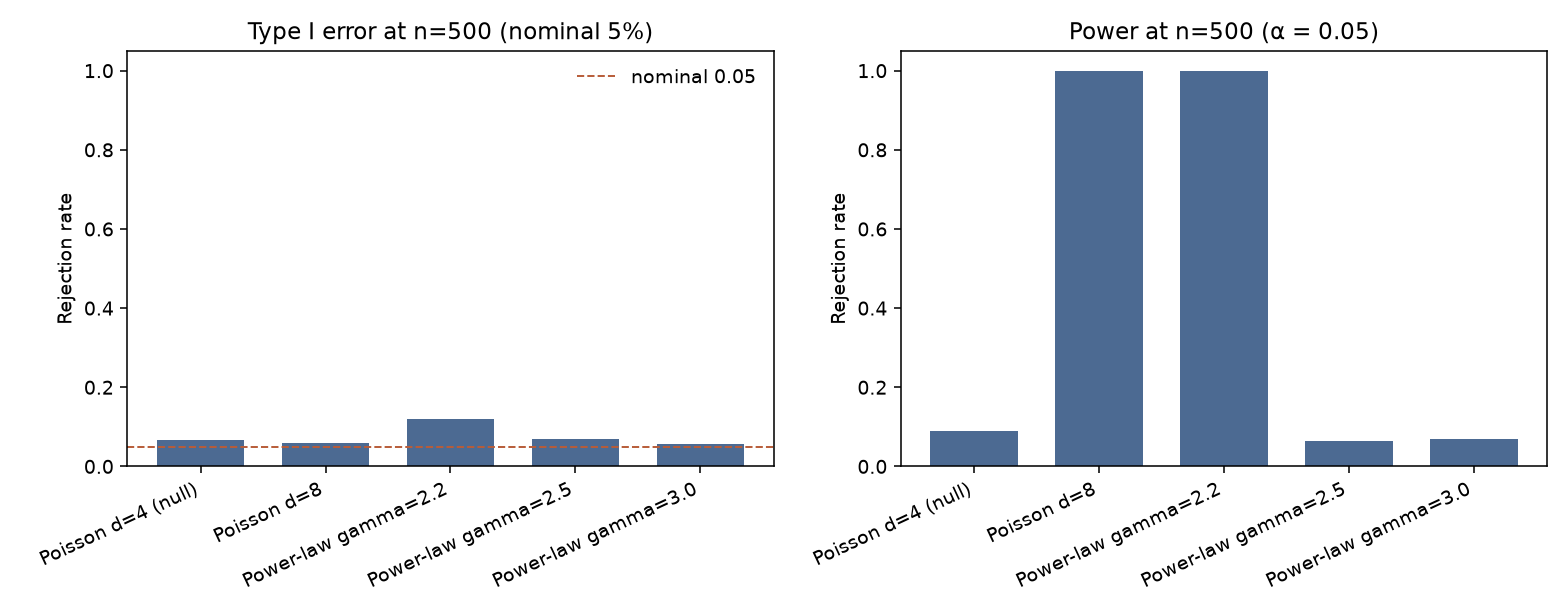 Type I error at n=500 (nominal 5%)
nominal 0.05
Rejection rate
1.0
0.8
0.6
0.4
0.2
0.0
Poisson d=4 (null)
Poisson d=8
Power-law gamma=2.2
Power-law gamma=2.5
Power-law gamma=3.0
Power at n=500 (α = 0.05)
Rejection rate
1.0
0.8
0.6
0.4
0.2
0.0
Poisson d=4 (null)
Poisson d=8
Power-law gamma=2.2
Power-law gamma=2.5
Power-law gamma=3.0